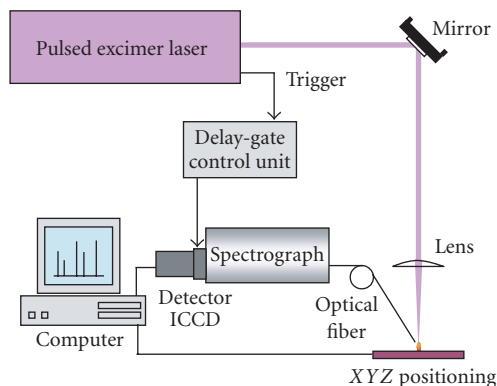 Pulsed excimer laser
Mirror
Trigger
Delay-gate
control unit
Spectrograph
Lens
Detector
ICCD
Optical
fiber
Computer
XYZ positioning